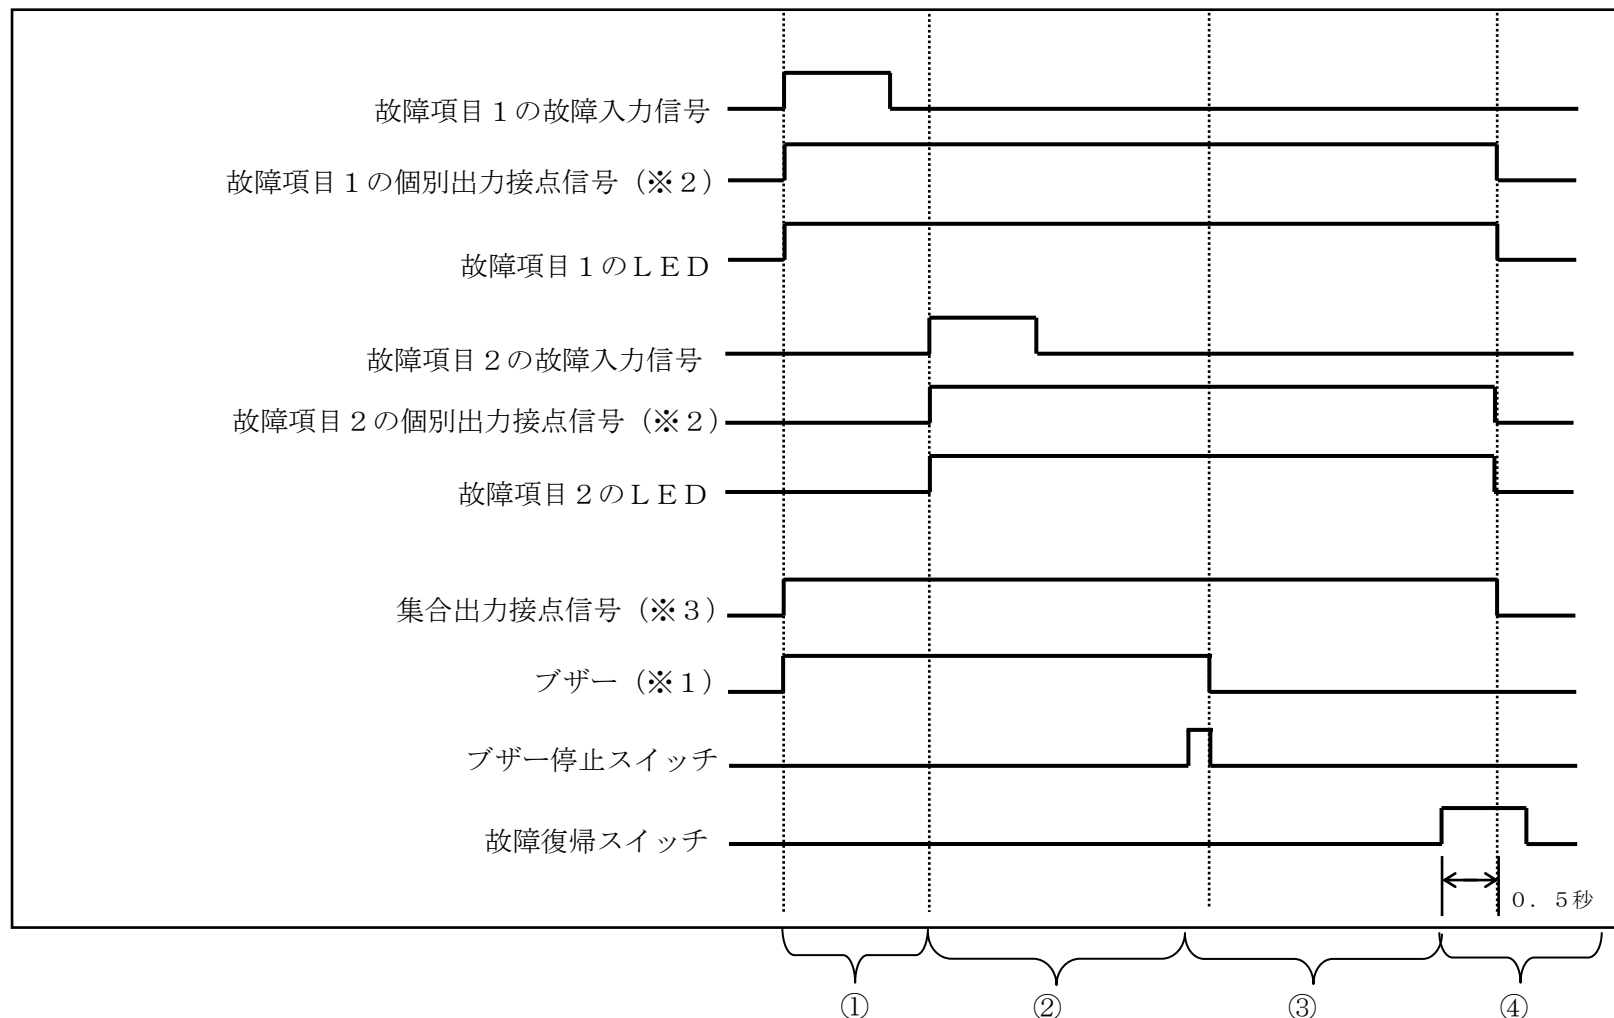 故障項目１の故障入力信号
故障項目１の個別出力接点信号（※２）
故障項目１のＬＥＤ
故障項目２の故障入力信号
故障項目２の個別出力接点信号（※２）
故障項目２のＬＥＤ
集合出力接点信号（※３）
ブザー（※１）
ブザー停止スイッチ
故障復帰スイッチ
０．５秒
① ② ③ ④